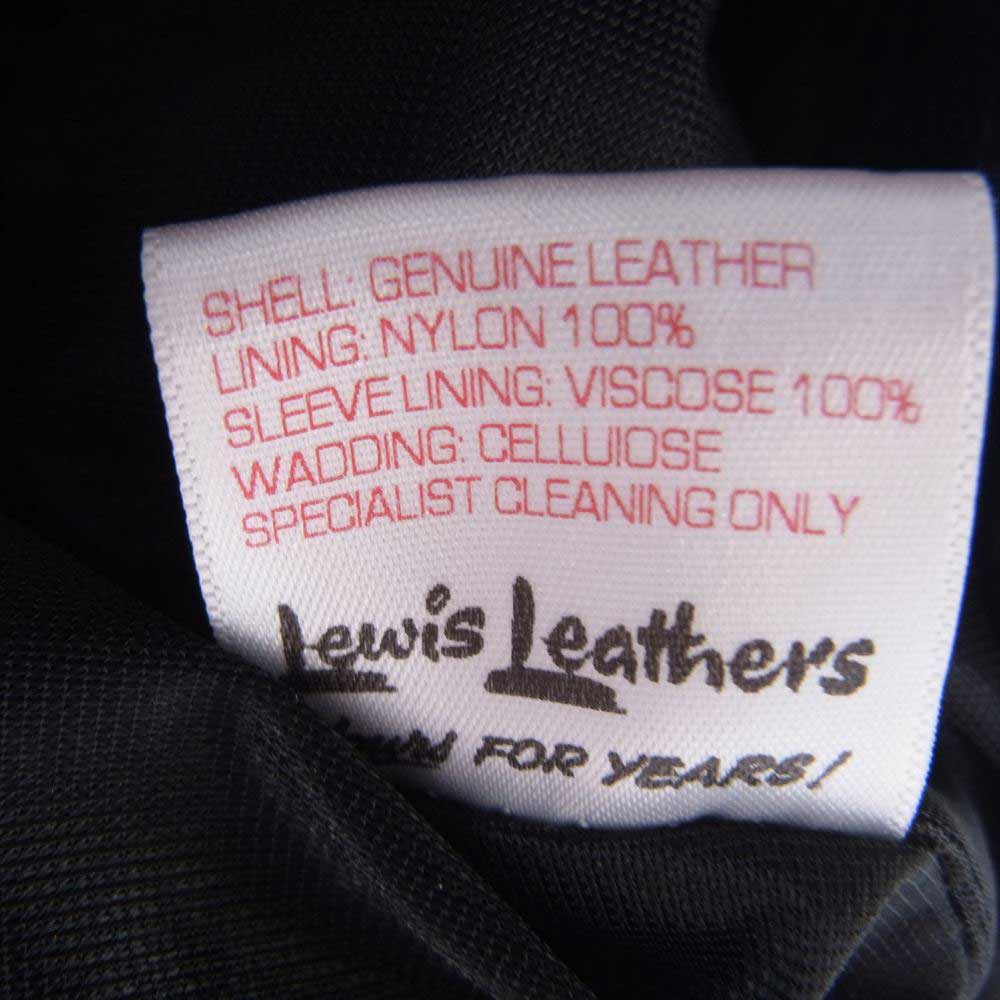 SHELL: GENUINE LEATHER
LINING: NYLON 100%
SLEEVE LINING: VISCOSE 100%
WADDING: CELLUIOSE
SPECIALIST CLEANING ONLY
Lewis Leathers
FOR YEARS!